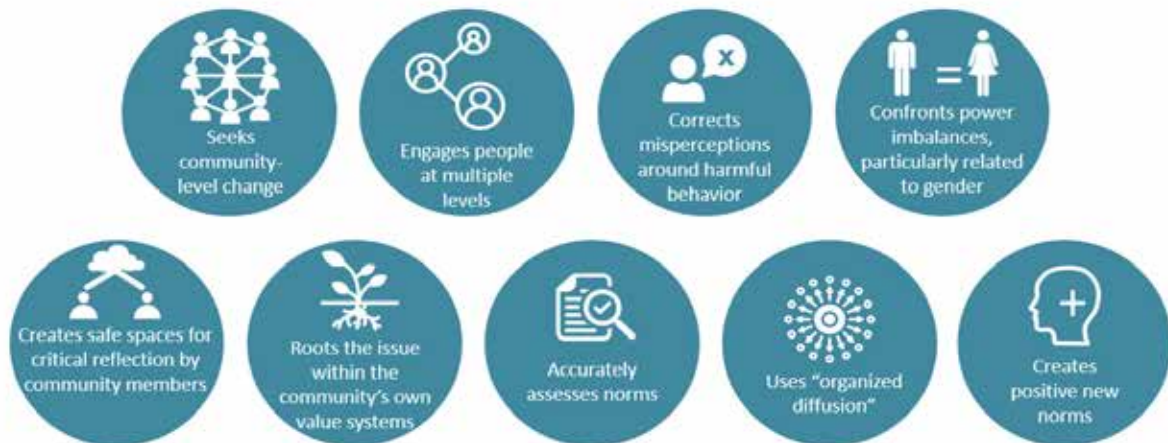 Seeks
community-
level change
Engages people
at multiple
levels
x
Corrects
misperceptions
around harmful
behavior
=
Confronts power
imbalances,
particularly related
to gender
Creates safe spaces for
critical reflection by
community members
Roots the issue
within the
community's own
value systems
Accurately
assesses norms
Uses “organized
diffusion”
+
Creates
positive new
norms